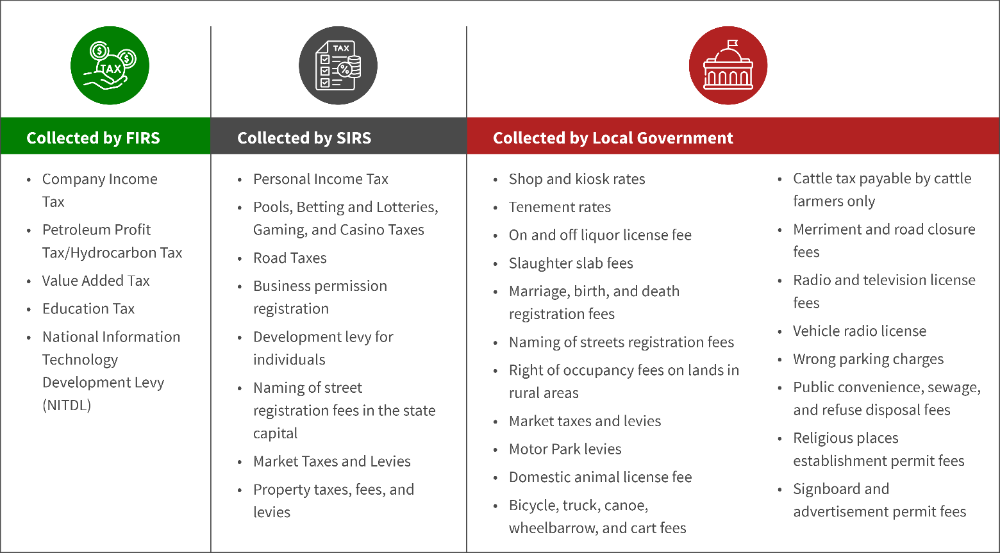 TAX
TAX
Collected by FIRS
• Company Income
Tax
• Petroleum Profit
Tax/Hydrocarbon Tax
• Value Added Tax
• Education Tax
• National Information
Technology
Development Levy
(NITDL)
Collected by SIRS
• Personal Income Tax
• Pools, Betting and Lotteries,
Gaming, and Casino Taxes
• Road Taxes
• Business permission
registration
• Development levy for
individuals
• Naming of street
registration fees in the state
capital
• Market Taxes and Levies
• Property taxes, fees, and
levies
Collected by Local Government
• Shop and kiosk rates
• Tenement rates
• On and off liquor license fee
• Slaughter slab fees
• Marriage, birth, and death
registration fees
• Naming of streets registration fees
• Right of occupancy fees on lands in
rural areas
• Market taxes and levies
• Motor Park levies
• Domestic animal license fee
• Bicycle, truck, canoe,
wheelbarrow, and cart fees
• Cattle tax payable by cattle
farmers only
• Merriment and road closure
fees
• Radio and television license
fees
• Vehicle radio license
• Wrong parking charges
• Public convenience, sewage,
and refuse disposal fees
• Religious places
establishment permit fees
• Signboard and
advertisement permit fees